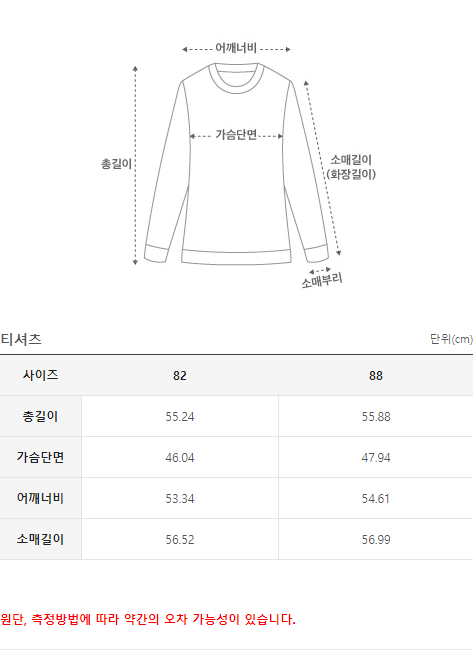 어깨너비
가슴단면
총길이
소매길이
(화장길이)
소매부리
티셔츠 단위(cm)
사이즈 82 88
총길이 55.24 55.88
가슴단면 46.04 47.94
어깨너비 53.34 54.61
소매길이 56.52 56.99
원단, 측정방법에 따라 약간의 오차 가능성이 있습니다.